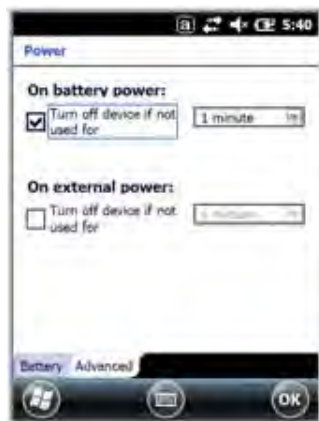 5:40
Power
On battery power:
Turn off device if not
used for
1 minute
On external power:
Turn off device if not
used for
Battery Advanced
OK